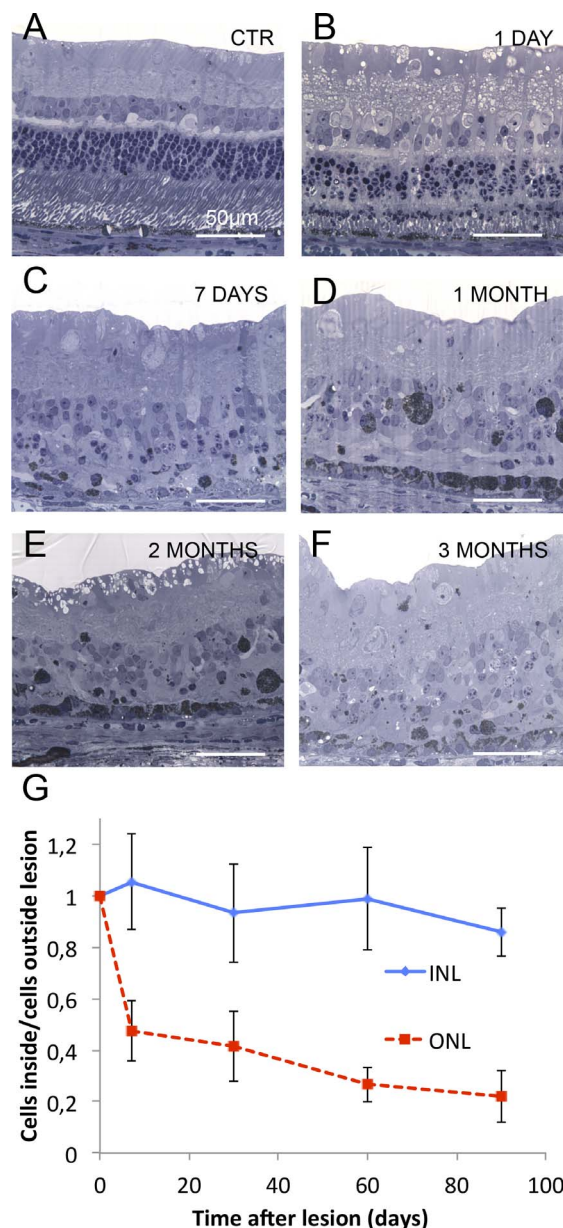 A
CTR
50µm
B
1 DAY
C
7 DAYS
D
1 MONTH
E
2 MONTHS
F
3 MONTHS
G
Cells inside/cells outside lesion
1,2
1
0,8
0,6
0,4
0,2
0
INL
ONL
0
20
40
60
80
100
Time after lesion (days)